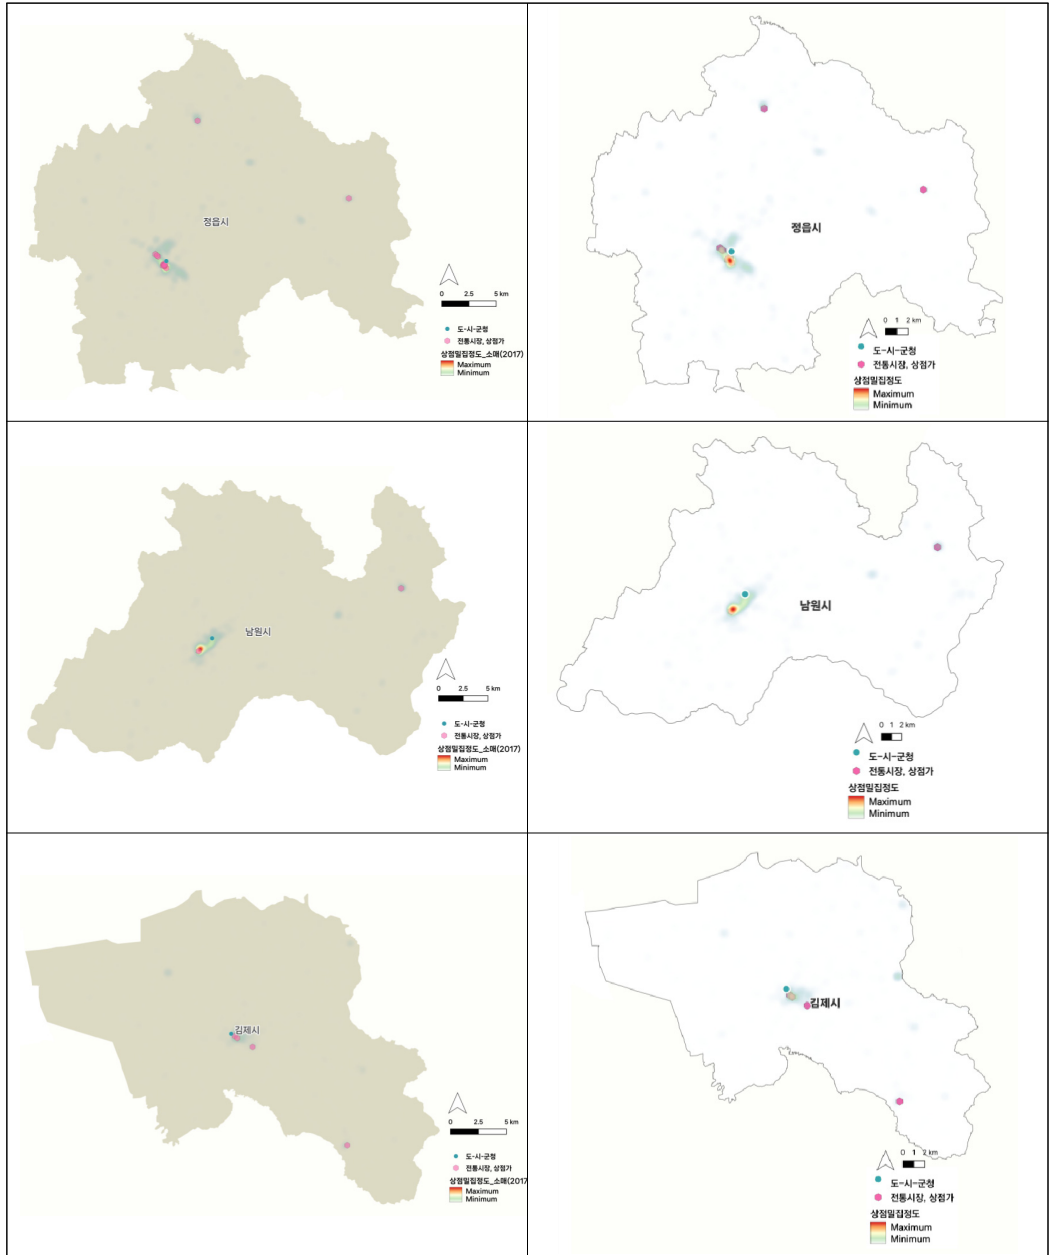 정읍시
0 2.5 5 km
도-시-군청
전통시장, 상점가
상점밀집정도_소매(2017)
Maximum
Minimum
정읍시
0 1 2 km
도-시-군청
전통시장, 상점가
상점밀집정도
Maximum
Minimum
남원시
0 2.5 5 km
도-시-군청
전통시장, 상점가
상점밀집정도_소매(2017)
Maximum
Minimum
남원시
0 1 2 km
도-시-군청
전통시장, 상점가
상점밀집정도
Maximum
Minimum
김제시
0 2.5 5 km
도-시-군청
전통시장, 상점가
상점밀집정도_소매(2017
Maximum
Minimum
김제시
0 1 2 km
도-시-군청
전통시장, 상점가
상점밀집정도
Maximum
Minimum